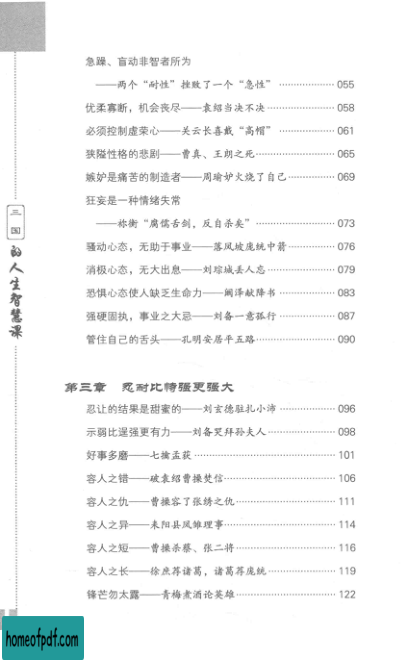 急躁、盲动非智者所为
——两个“耐性”挫败了一个“急性” ………………055
优柔寡断，机会丧尽——袁绍当决不决………………058
必须控制虚荣心——关云长喜戴“高帽” ………………061
狭隘性格的悲剧——曹真、王朗之死………………065
嫉妒是痛苦的制造者——周瑜妒火烧了自己………………069
狂妄是一种情绪失常
——祢衡“腐儒舌剑，反自杀矣” ………………073
骚动心态，无助于事业——落凤坡庞统中箭………………076
消极心态，无大出息——刘琮城丢人忘………………079
恐惧心态使人缺乏生命力——阚泽献降书………………083
强硬固执，事业之大忌——刘备一意孤行………………087
管住自己的舌头——孔明安居平五路………………090
第三章 忍耐比特强更强大
忍让的结果是甜蜜的——刘玄德驻扎小沛………………096
示弱比逞强更有力——刘备哭拜孙夫人………………098
好事多磨——七擒孟获………………101
容人之错——破袁绍曹操焚信………………106
容人之仇——曹操容了张绣之仇………………111
容人之异——耒阳县凤雏理事………………114
容人之短——曹操杀蔡、张二将………………116
容人之长——徐庶荐诸葛，诸葛荐庞统………………119
锋芒勿太露——青梅煮酒论英雄………………122
三国
的人生智慧课
homeofpdf.com